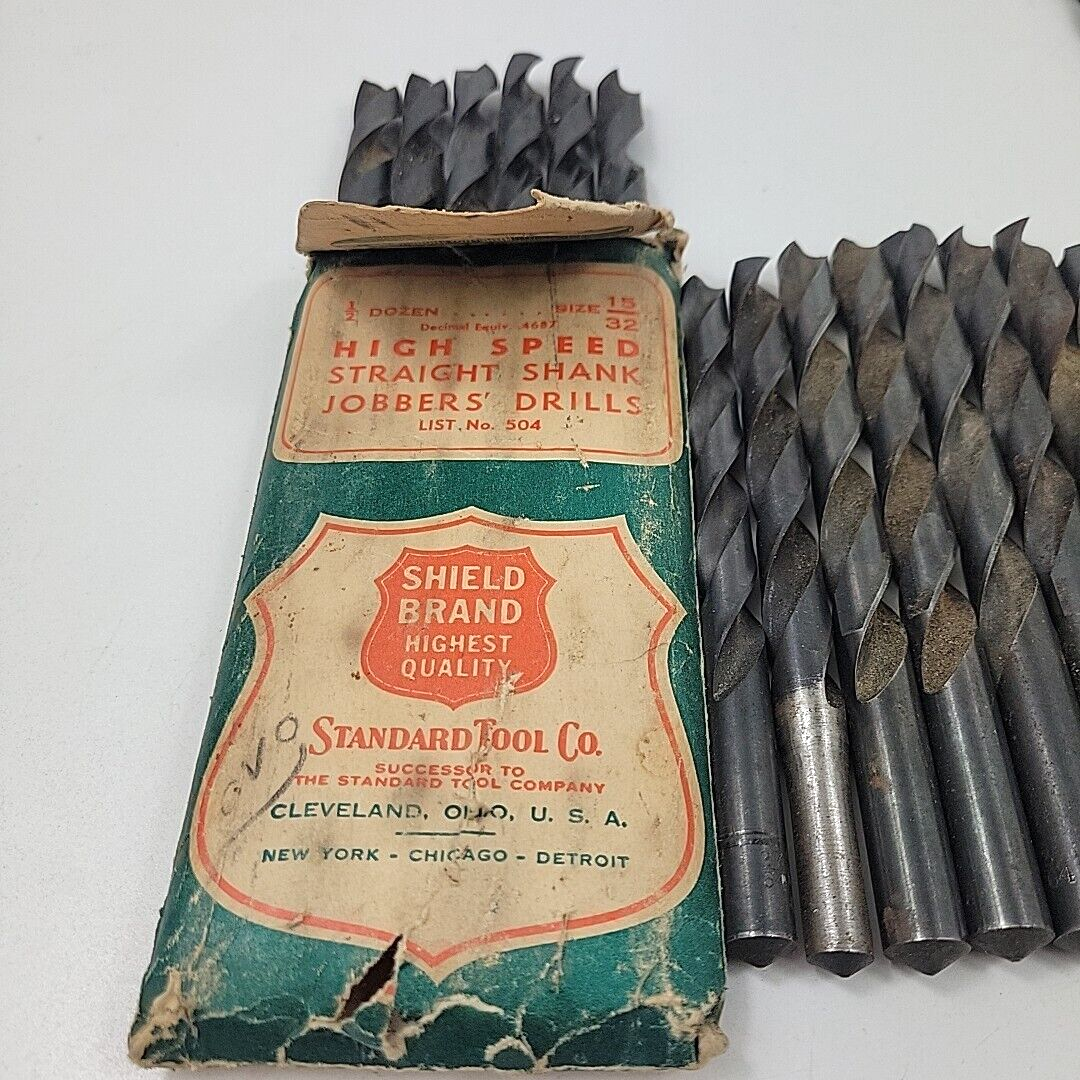 ½ DOZEN . . . . . . SIZE 15/32
Decimal Equiv. .4687
HIGH SPEED
STRAIGHT SHANK
JOBBERS' DRILLS
LIST No. 504
SHIELD
BRAND
HIGHEST
QUALITY
STANDARD TOOL CO.
SUCCESSOR TO
THE STANDARD TOOL COMPANY
CLEVELAND, OHIO, U. S. A.
NEW YORK - CHICAGO - DETROIT